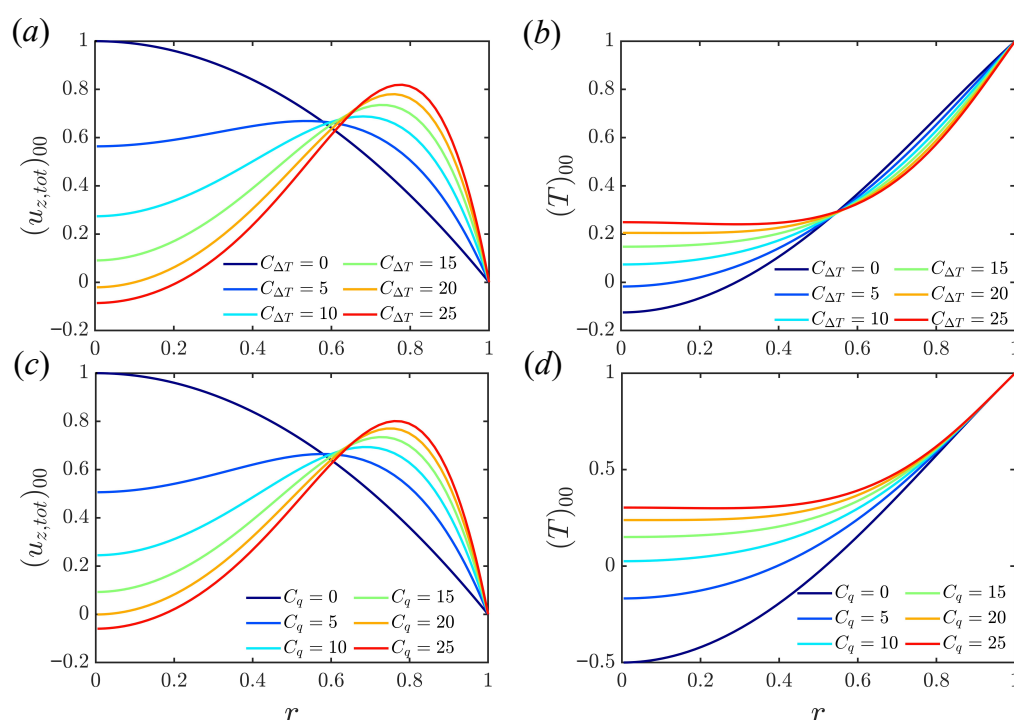 (a)
(u_{z,tot})_{00}
1
0.8
0.6
0.4
0.2
0
−0.2
0 0.2 0.4 0.6 0.8 1
C_{ΔT} = 0 C_{ΔT} = 15
C_{ΔT} = 5 C_{ΔT} = 20
C_{ΔT} = 10 C_{ΔT} = 25
(b)
(T)_{00}
1
0.8
0.6
0.4
0.2
0
−0.2
0 0.2 0.4 0.6 0.8 1
C_{ΔT} = 0 C_{ΔT} = 15
C_{ΔT} = 5 C_{ΔT} = 20
C_{ΔT} = 10 C_{ΔT} = 25
(c)
(u_{z,tot})_{00}
1
0.8
0.6
0.4
0.2
0
−0.2
0 0.2 0.4 0.6 0.8 1
C_q = 0 C_q = 15
C_q = 5 C_q = 20
C_q = 10 C_q = 25
r
(d)
(T)_{00}
1
0.5
0
−0.5
0 0.2 0.4 0.6 0.8 1
C_q = 0 C_q = 15
C_q = 5 C_q = 20
C_q = 10 C_q = 25
r